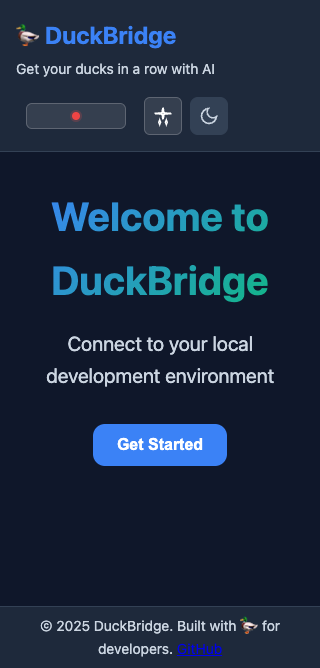 🦆 DuckBridge
Get your ducks in a row with AI
Welcome to
DuckBridge
Connect to your local
development environment
Get Started
© 2025 DuckBridge. Built with 🦆 for
developers. GitHub